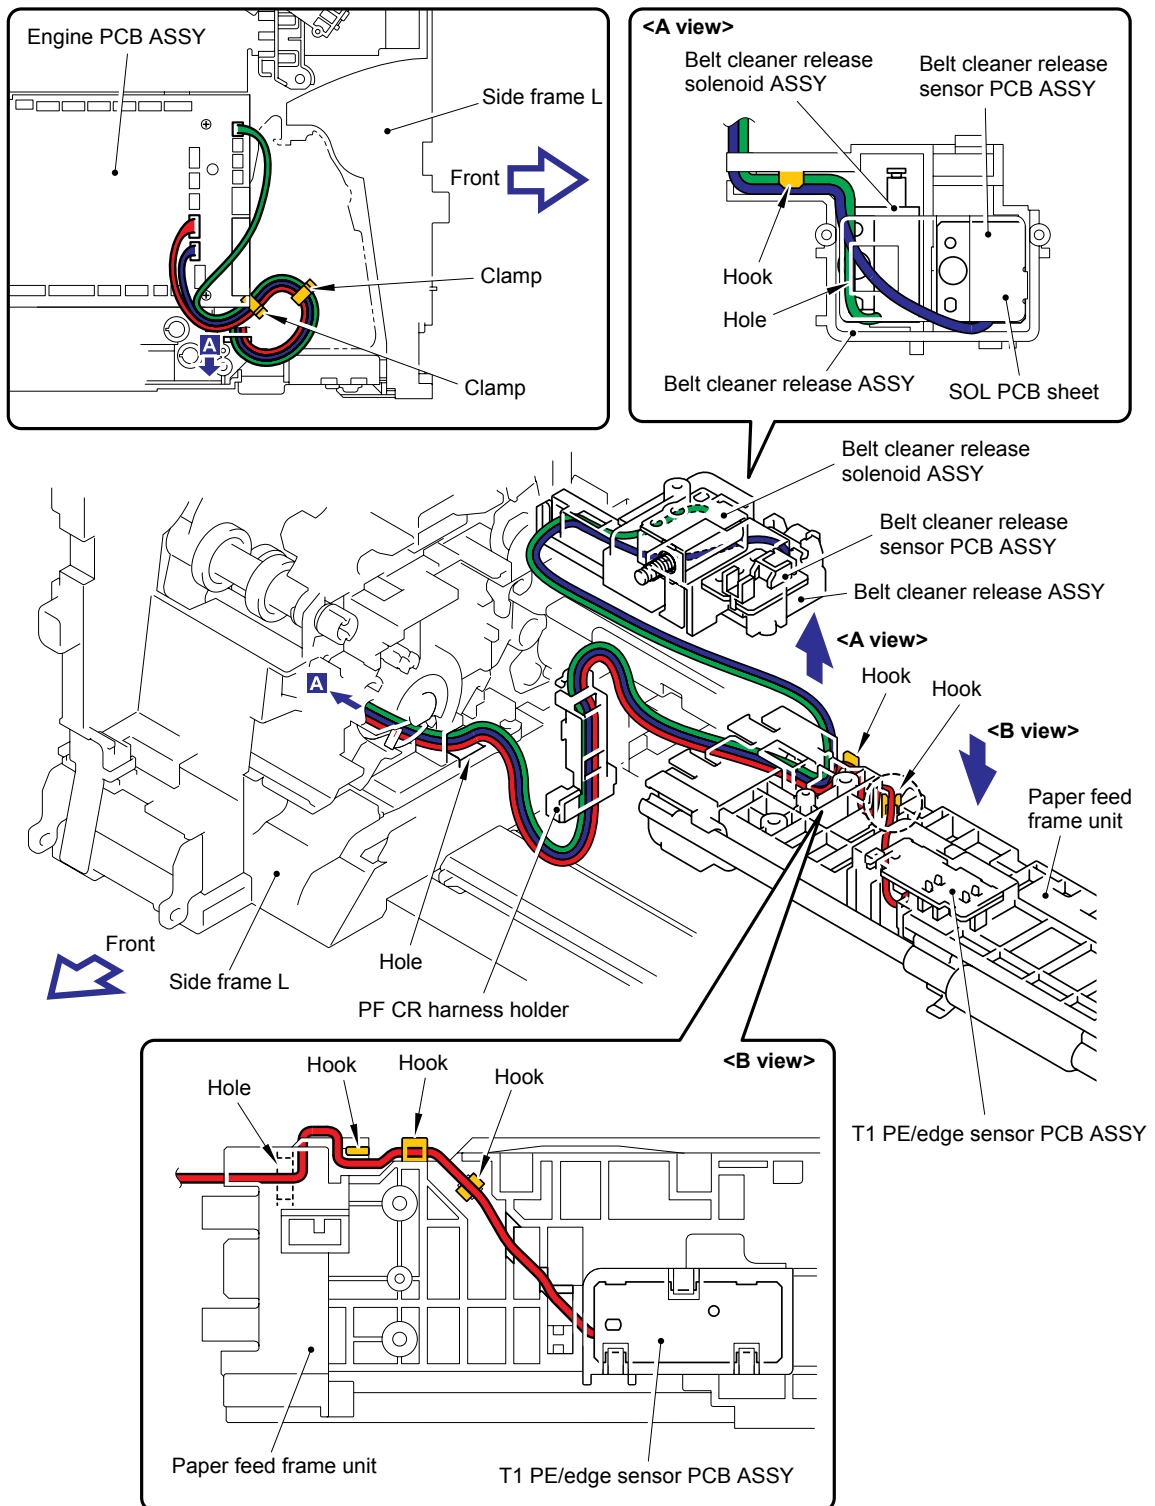 Engine PCB ASSY
Side frame L
Front
Clamp
Clamp
A
<A view>
Belt cleaner release
solenoid ASSY
Belt cleaner release
sensor PCB ASSY
Hook
Hole
Belt cleaner release ASSY
SOL PCB sheet
Belt cleaner release
solenoid ASSY
Belt cleaner release
sensor PCB ASSY
Belt cleaner release ASSY
<A view>
Hook
Hook
<B view>
Paper feed
frame unit
A
Front
Side frame L
Hole
PF CR harness holder
T1 PE/edge sensor PCB ASSY
<B view>
Hook
Hook
Hook
Hole
Paper feed frame unit
T1 PE/edge sensor PCB ASSY